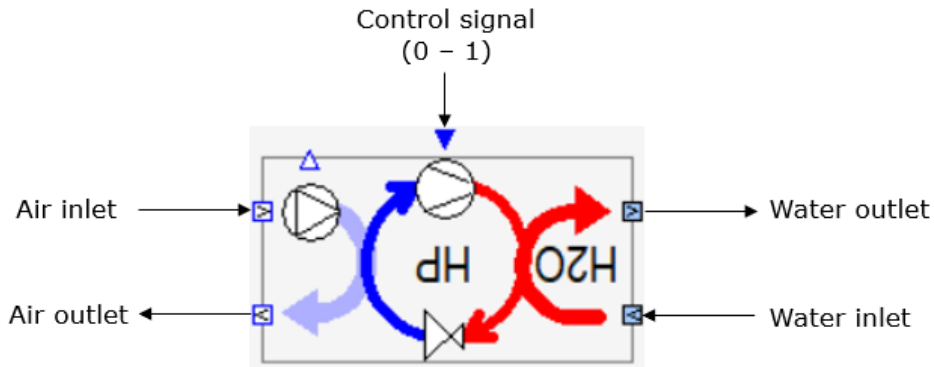 Control signal
(0 – 1)
Air inlet
Water outlet
HP
H2O
Air outlet
Water inlet